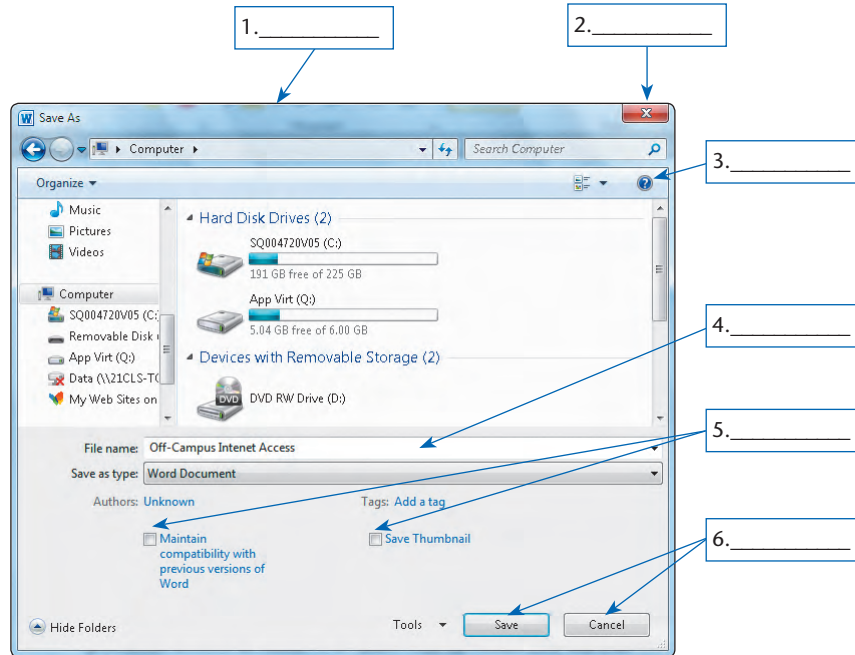 1.___________
2.___________
Save As
Computer
Search Computer
3.___________
Organize
Music
Pictures
Videos
Computer
SQ004720V05 (C:
Removable Disk
App Virt (Q:)
Data (\\21CLS-T(
My Web Sites on
Hard Disk Drives (2)
SQ004720V05 (C:)
191 GB free of 225 GB
App Virt (Q:)
5.04 GB free of 6.00 GB
Devices with Removable Storage (2)
DVD
DVD RW Drive (D:)
4.___________
File name: Off-Campus Intenet Access
5.___________
Save as type: Word Document
Authors: Unknown
Tags: Add a tag
Maintain
compatibility with
previous versions of
Word
Save Thumbnail
6.___________
Hide Folders
Tools
Save
Cancel